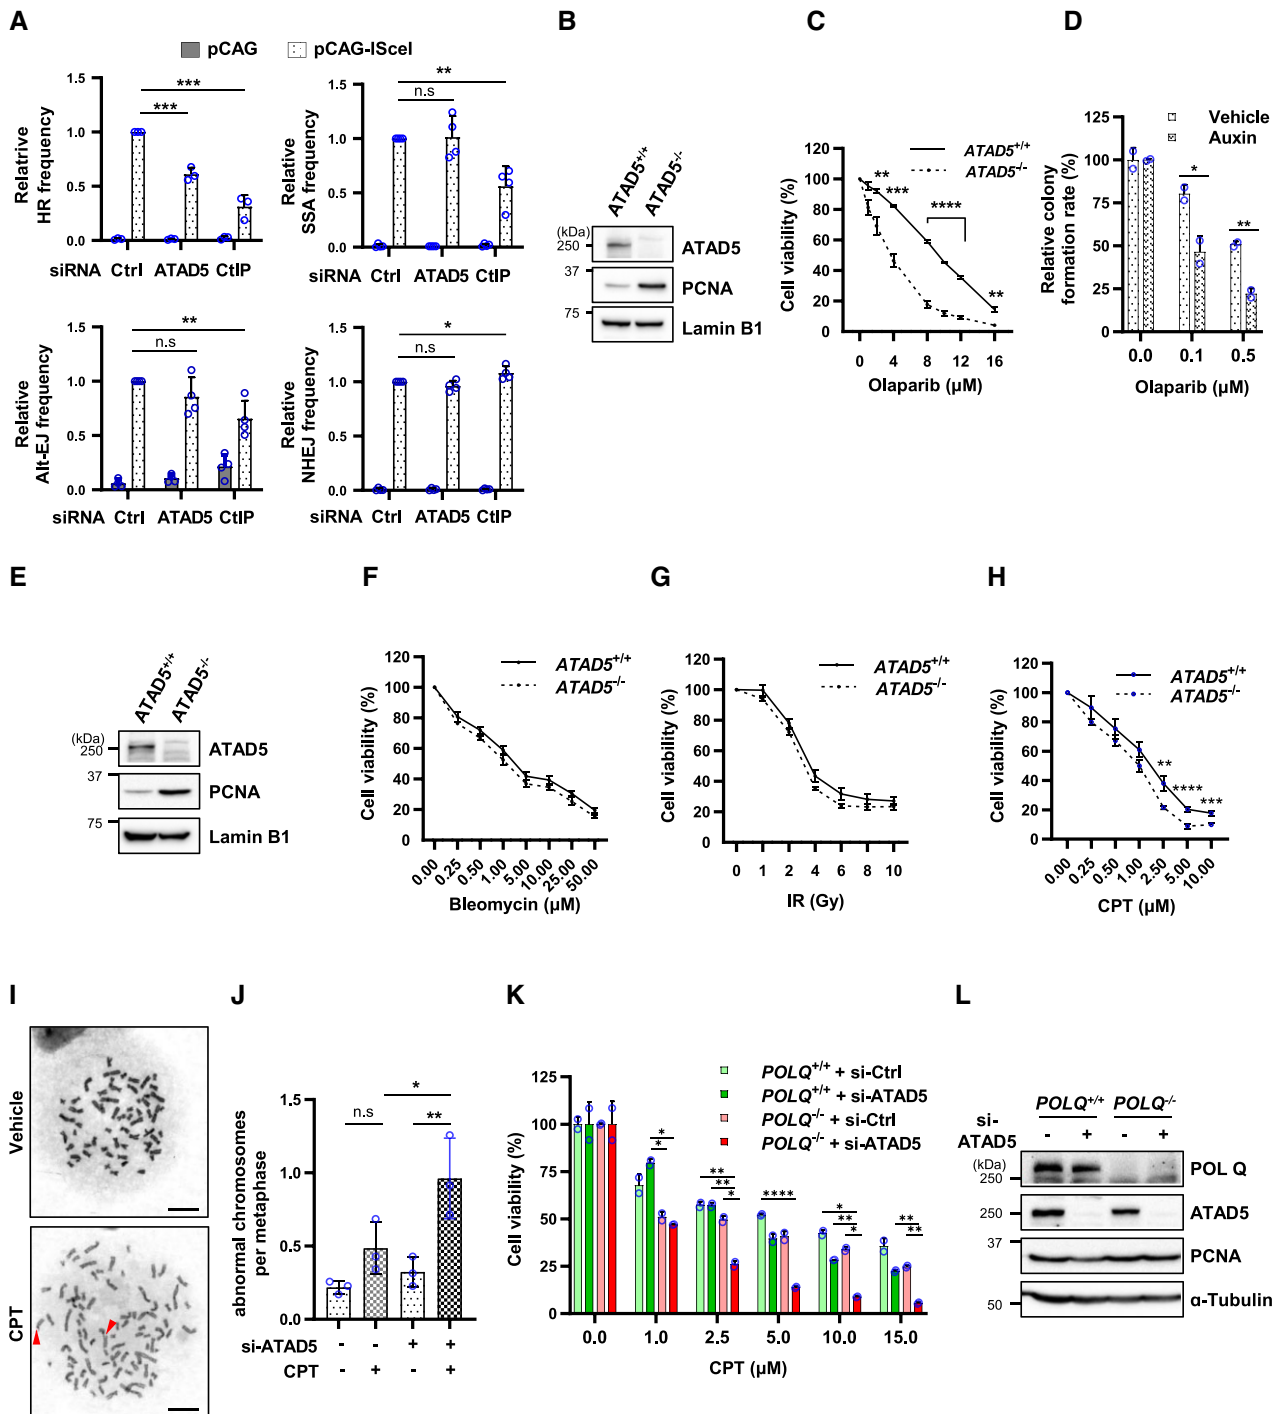 A
pCAG
pCAG-ISceI
Relatrive
HR frequency
1.5
1.0
0.5
0.0
***
***
siRNA Ctrl ATAD5 CtIP
Relative
SSA frequency
1.5
1.0
0.5
0.0
**
n.s
siRNA Ctrl ATAD5 CtIP
Relative
Alt-EJ frequency
1.5
1.0
0.5
0.0
**
n.s
siRNA Ctrl ATAD5 CtIP
Relative
NHEJ frequency
1.5
1.0
0.5
0.0
*
n.s
siRNA Ctrl ATAD5 CtIP
B
ATAD5+/+
ATAD5-/-
(kDa)
250
ATAD5
37
PCNA
75
Lamin B1
C
Cell viability (%)
120
100
80
60
40
20
0
ATAD5+/+
ATAD5-/-
**
***
****
**
0 4 8 10 12 16
Olaparib (µM)
D
Relative colony
formation rate (%)
125
100
75
50
25
0
Vehicle
Auxin
*
**
0.0 0.1 0.5
Olaparib (µM)
E
ATAD5+/+
ATAD5-/-
(kDa)
250
ATAD5
37
PCNA
75
Lamin B1
F
Cell viability (%)
120
100
80
60
40
20
0
ATAD5+/+
ATAD5-/-
0.00 0.25 0.50 1.00 5.00 10.00 25.00 50.00
Bleomycin (µM)
G
Cell viability (%)
120
100
80
60
40
20
0
ATAD5+/+
ATAD5-/-
0 1 2 4 6 8 10
IR (Gy)
H
Cell viability (%)
120
100
80
60
40
20
0
ATAD5+/+
ATAD5-/-
**
****
***
0.00 0.25 0.50 1.00 2.50 5.00 10.00
CPT (µM)
I
Vehicle
CPT
J
abnormal chromosomes
per metaphase
1.5
1.0
0.5
0.0
*
n.s
**
si-ATAD5 - - + +
CPT - + - +
K
Cell viability (%)
125
100
75
50
25
0
POLQ+/+ + si-Ctrl
POLQ+/+ + si-ATAD5
POLQ-/- + si-Ctrl
POLQ-/- + si-ATAD5
*
*
**
**
*
****
*
**
*
**
**
0.0 1.0 2.5 5.0 10.0 15.0
CPT (µM)
L
POLQ+/+ POLQ-/-
si-
ATAD5 - + - +
(kDa)
250
POL Q
250
ATAD5
37
PCNA
50
α-Tubulin